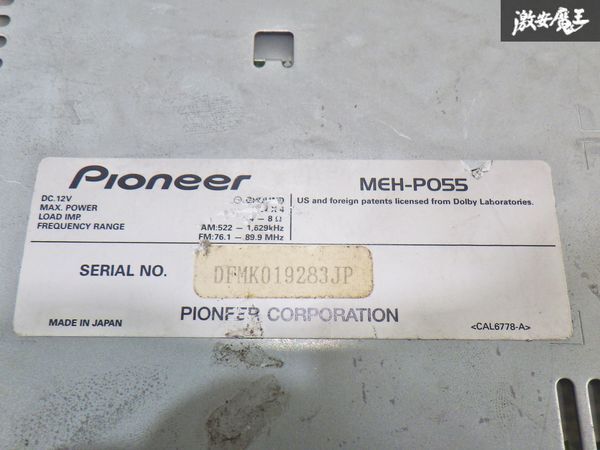 激安魔王
Pioneer
MEH-P055
DC.12V
MAX. POWER
LOAD IMP. 8 Ω
FREQUENCY RANGE AM:522 – 1,629kHz
FM:76.1 – 89.9 MHz
US and foreign patents licensed from Dolby Laboratories.
SERIAL NO. DFMK019283JP
PIONEER CORPORATION
MADE IN JAPAN
<CAL6778-A>